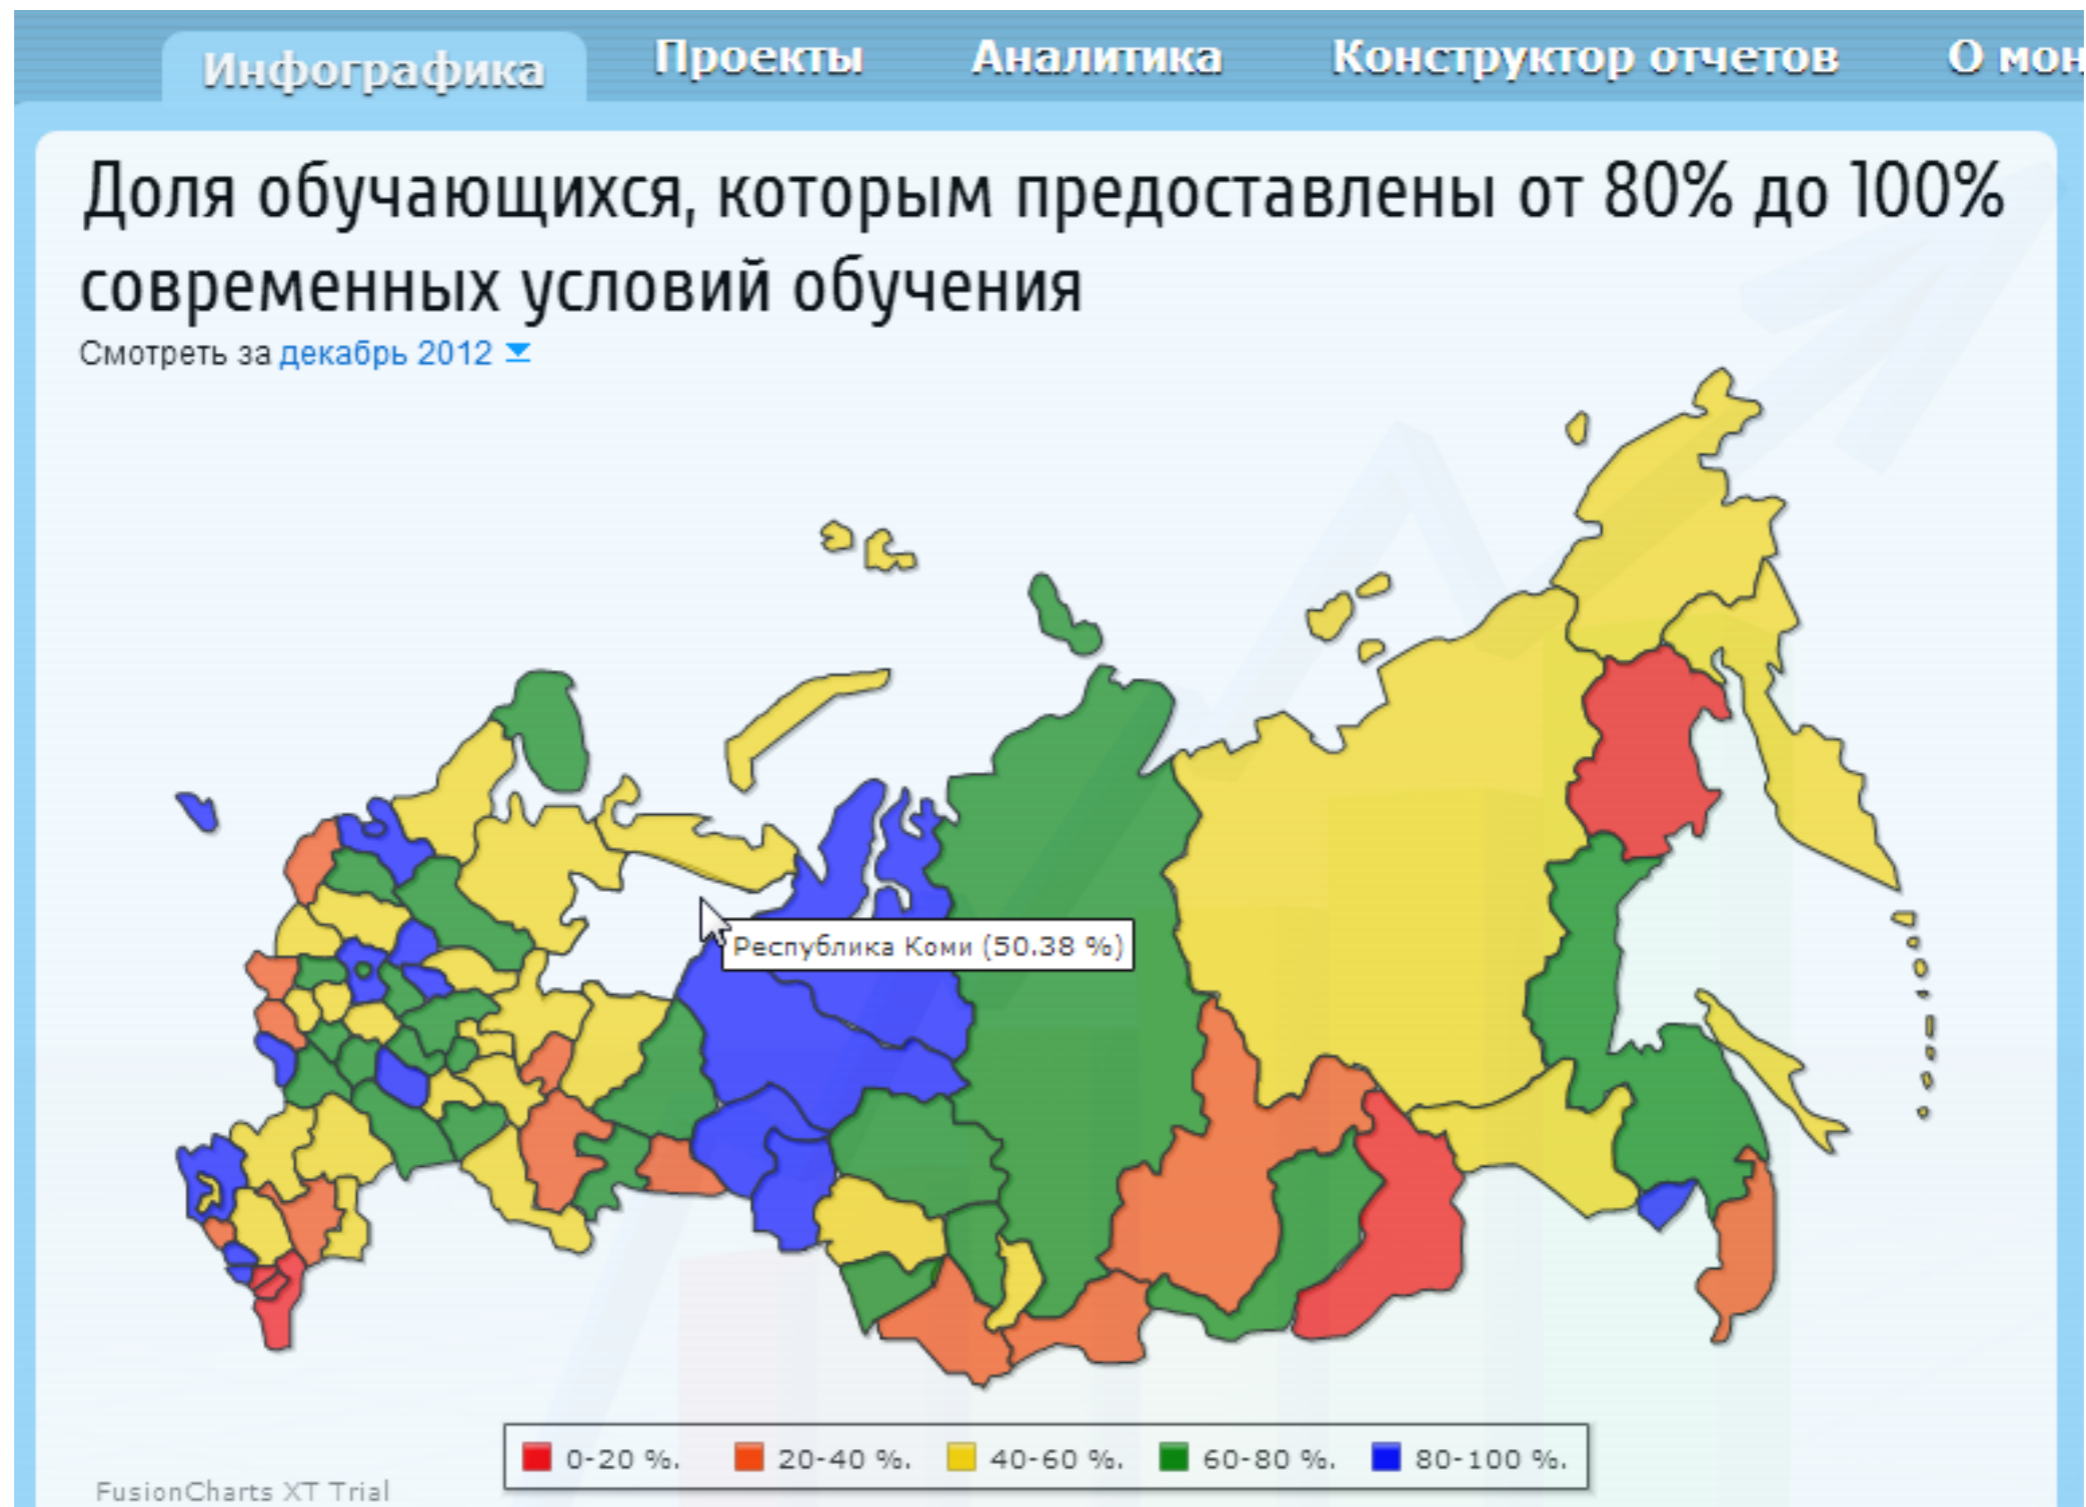 Инфографика Проекты Аналитика Конструктор отчетов О мон
Доля обучающихся, которым предоставлены от 80% до 100%
современных условий обучения
Смотреть за декабрь 2012
Республика Коми (50.38 %)
0-20 %. 20-40 %. 40-60 %. 60-80 %. 80-100 %.
FusionCharts XT Trial